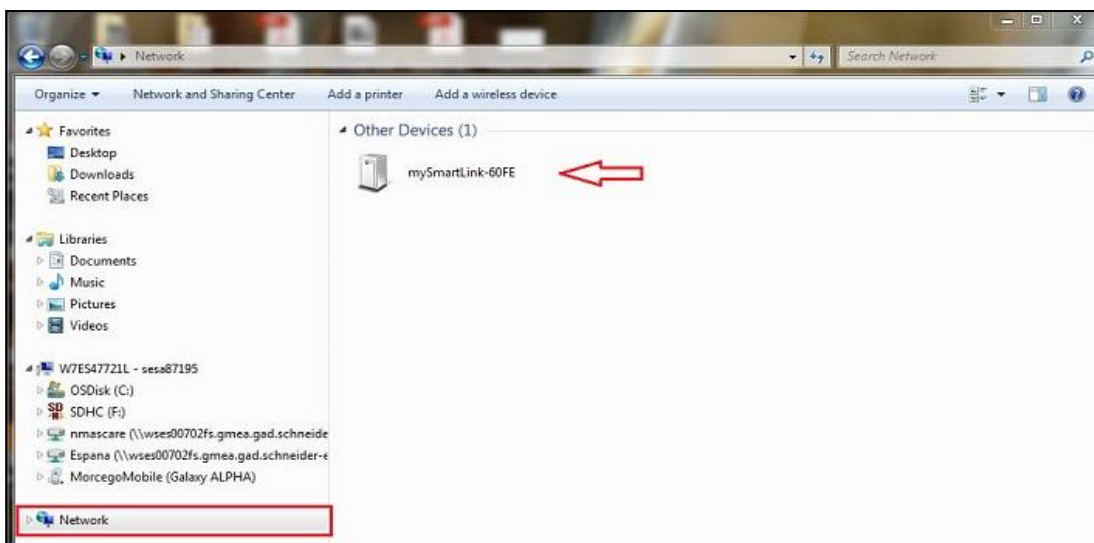 Network
Search Network
Organize
Network and Sharing Center
Add a printer
Add a wireless device
Favorites
Desktop
Downloads
Recent Places
Libraries
Documents
Music
Pictures
Videos
W7ES47721L - sesa87195
OSDisk (C:)
SDHC (F:)
nmascare (\\wses00702fs.gmea.gad.schneide
Espana (\\wses00702fs.gmea.gad.schneider-e
MorcegoMobile (Galaxy ALPHA)
Network
Other Devices (1)
mySmartLink-60FE